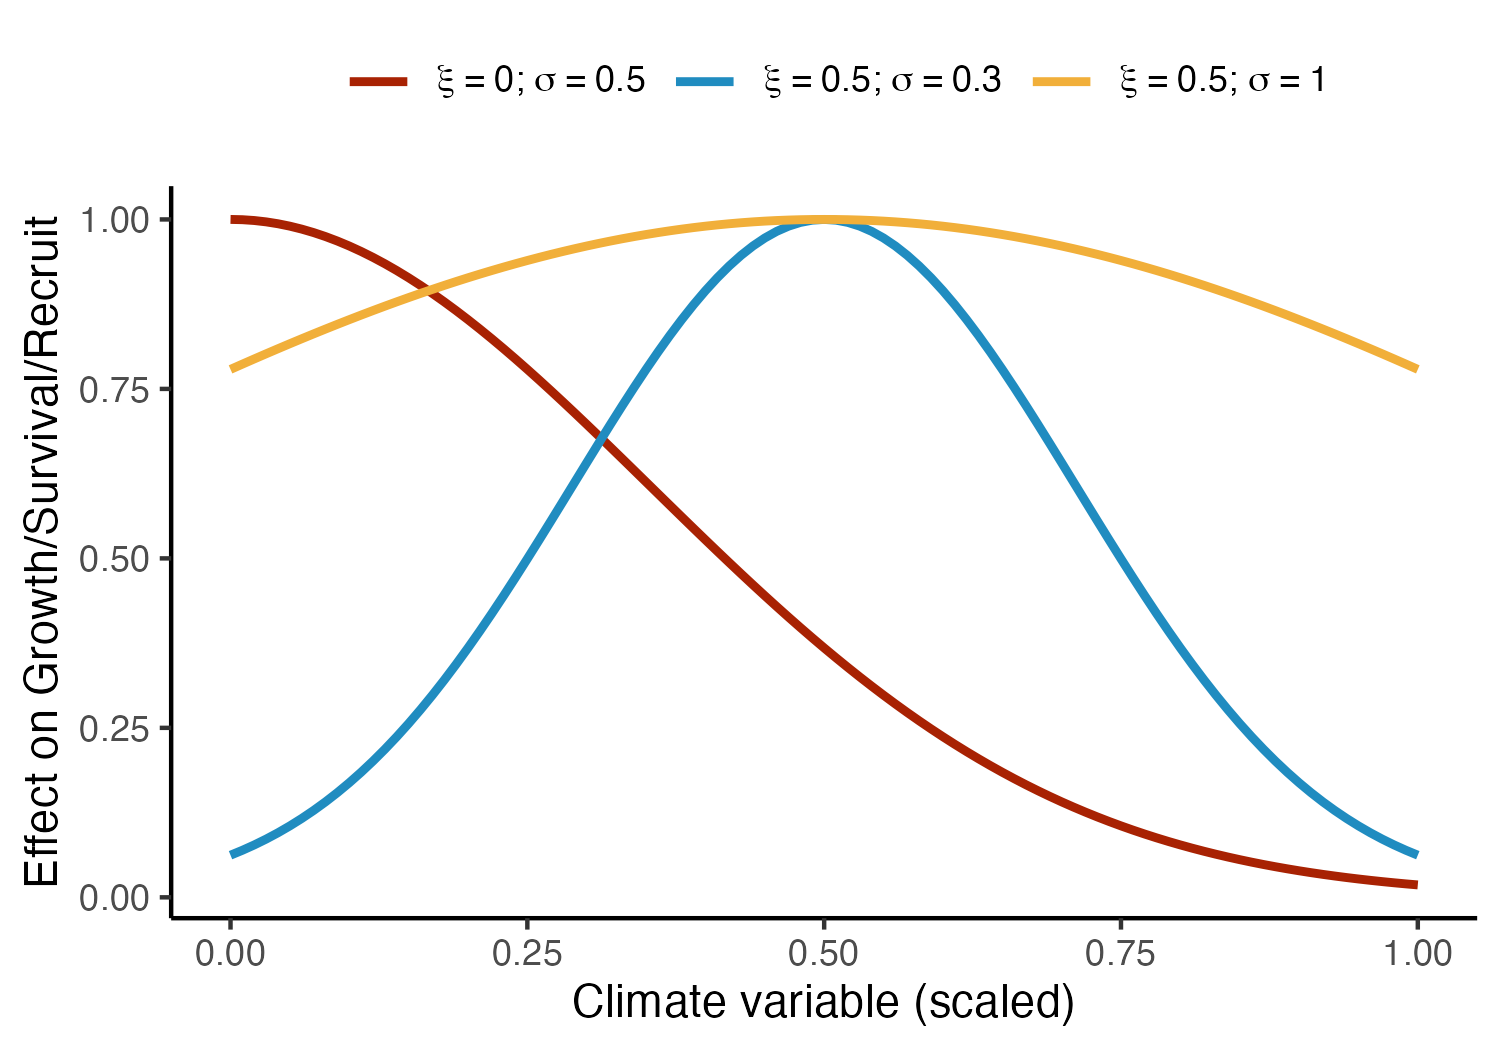 ξ = 0; σ = 0.5 ξ = 0.5; σ = 0.3 ξ = 0.5; σ = 1
Effect on Growth/Survival/Recruit
1.00
0.75
0.50
0.25
0.00
0.00 0.25 0.50 0.75 1.00
Climate variable (scaled)